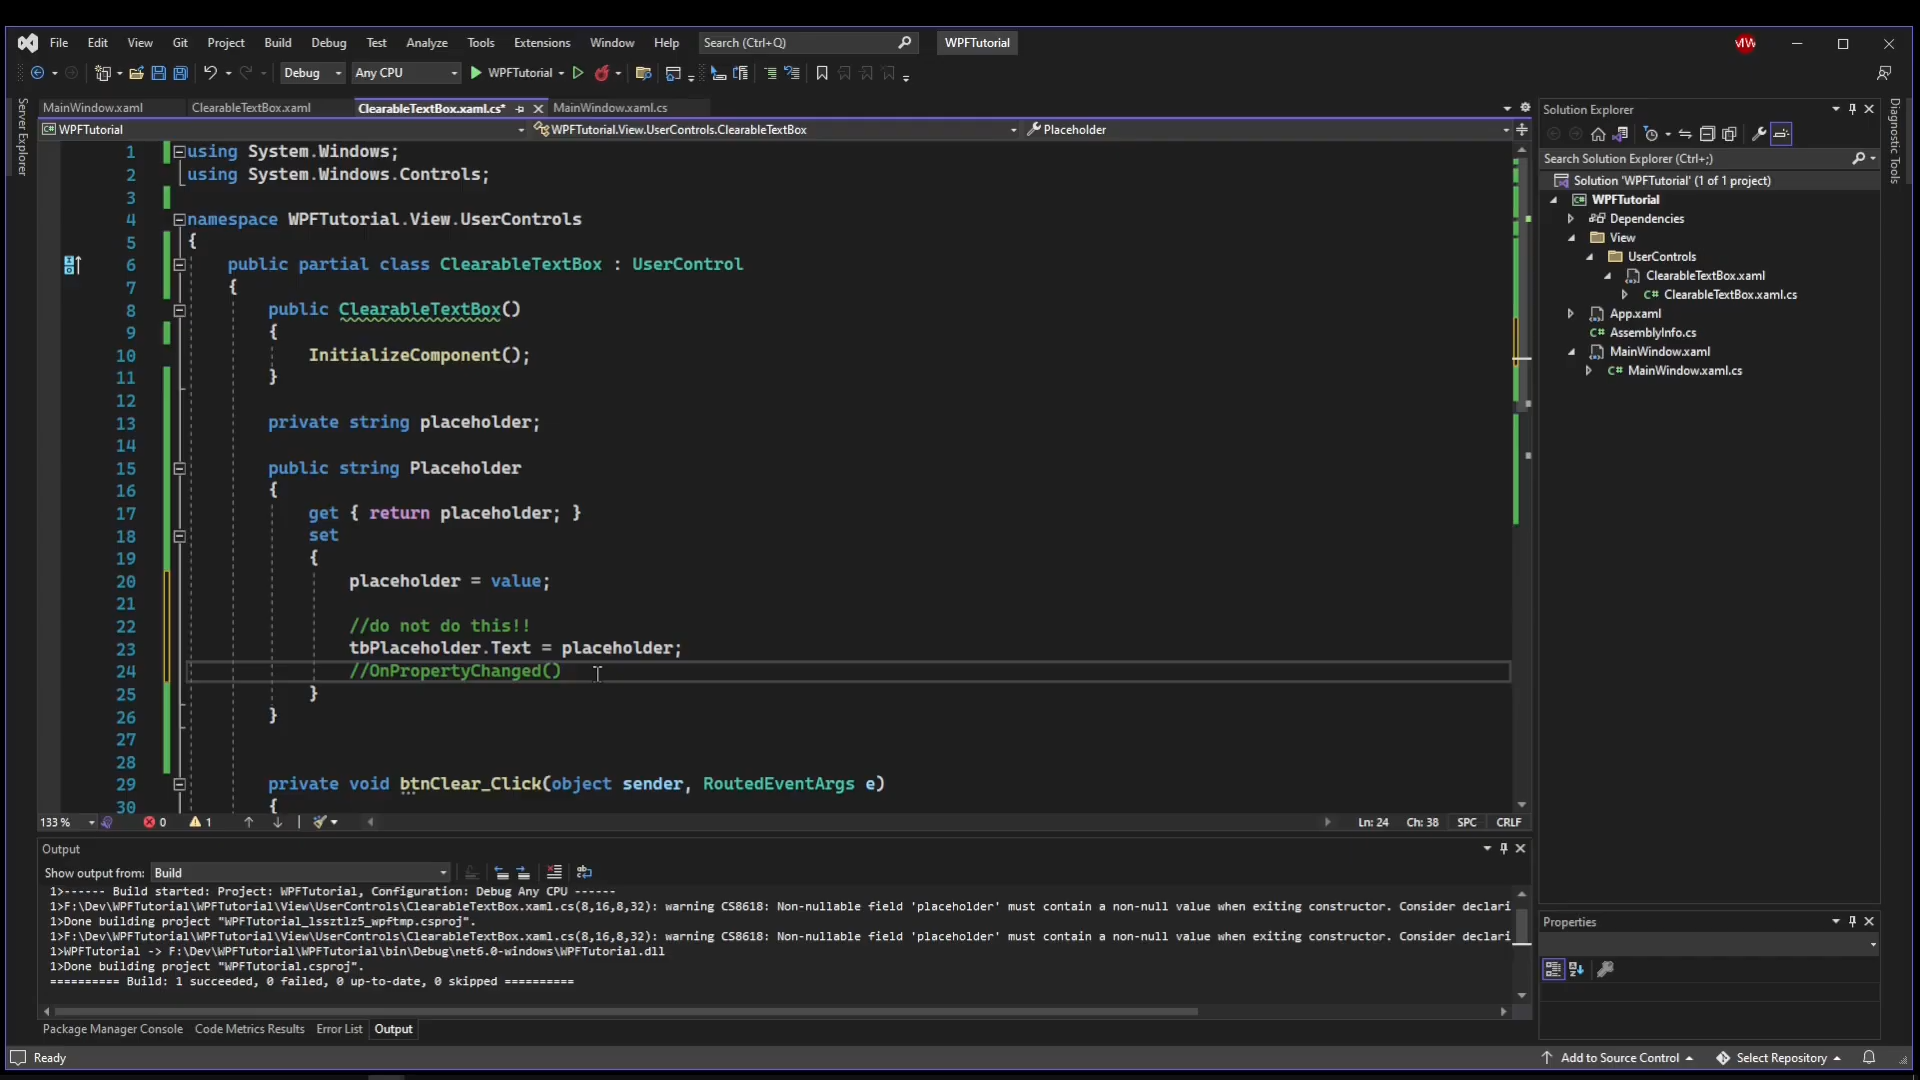 File Edit View Git Project Build Debug Test Analyze Tools Extensions Window Help Search (Ctrl+Q) WPFTutorial MW
Debug Any CPU WPFTutorial
Server Explorer
MainWindow.xaml ClearableTextBox.xaml ClearableTextBox.xaml.cs* MainWindow.xaml.cs
WPFTutorial WPFTutorial.View.UserControls.ClearableTextBox Placeholder
1 using System.Windows;
2 using System.Windows.Controls;
3
4 namespace WPFTutorial.View.UserControls
5 {
6 public partial class ClearableTextBox : UserControl
7 {
8 public ClearableTextBox()
9 {
10 InitializeComponent();
11 }
12
13 private string placeholder;
14
15 public string Placeholder
16 {
17 get { return placeholder; }
18 set
19 {
20 placeholder = value;
21
22 //do not do this!!
23 tbPlaceholder.Text = placeholder;
24 //OnPropertyChanged()
25 }
26 }
27
28
29 private void btnClear_Click(object sender, RoutedEventArgs e)
30 {
133 % 0 1 Ln: 24 Ch: 38 SPC CRLF
Output
Show output from: Build
1>------ Build started: Project: WPFTutorial, Configuration: Debug Any CPU ------
1>F:\Dev\WPFTutorial\WPFTutorial\View\UserControls\ClearableTextBox.xaml.cs(8,16,8,32): warning CS8618: Non-nullable field 'placeholder' must contain a non-null value when exiting constructor. Consider declari
1>Done building project "WPFTutorial_lssztlz5_wpftmp.csproj".
1>F:\Dev\WPFTutorial\WPFTutorial\View\UserControls\ClearableTextBox.xaml.cs(8,16,8,32): warning CS8618: Non-nullable field 'placeholder' must contain a non-null value when exiting constructor. Consider declari
1>WPFTutorial -> F:\Dev\WPFTutorial\WPFTutorial\bin\Debug\net6.0-windows\WPFTutorial.dll
1>Done building project "WPFTutorial.csproj".
========== Build: 1 succeeded, 0 failed, 0 up-to-date, 0 skipped ==========
Package Manager Console Code Metrics Results Error List Output
Solution Explorer
Search Solution Explorer (Ctrl+;)
Solution 'WPFTutorial' (1 of 1 project)
WPFTutorial
Dependencies
View
UserControls
ClearableTextBox.xaml
C# ClearableTextBox.xaml.cs
App.xaml
C# AssemblyInfo.cs
MainWindow.xaml
C# MainWindow.xaml.cs
Diagnostic Tools
Properties
Ready Add to Source Control Select Repository